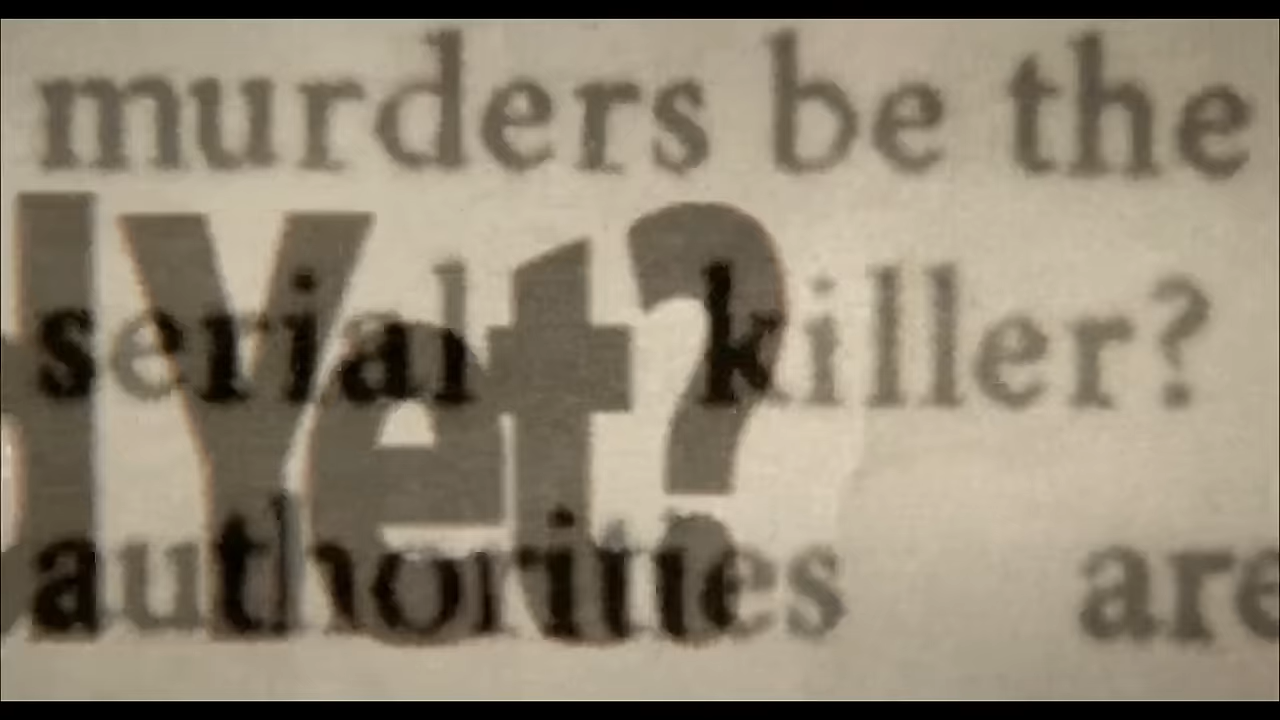 murders be the
Yet?
serial killer?
authorities are